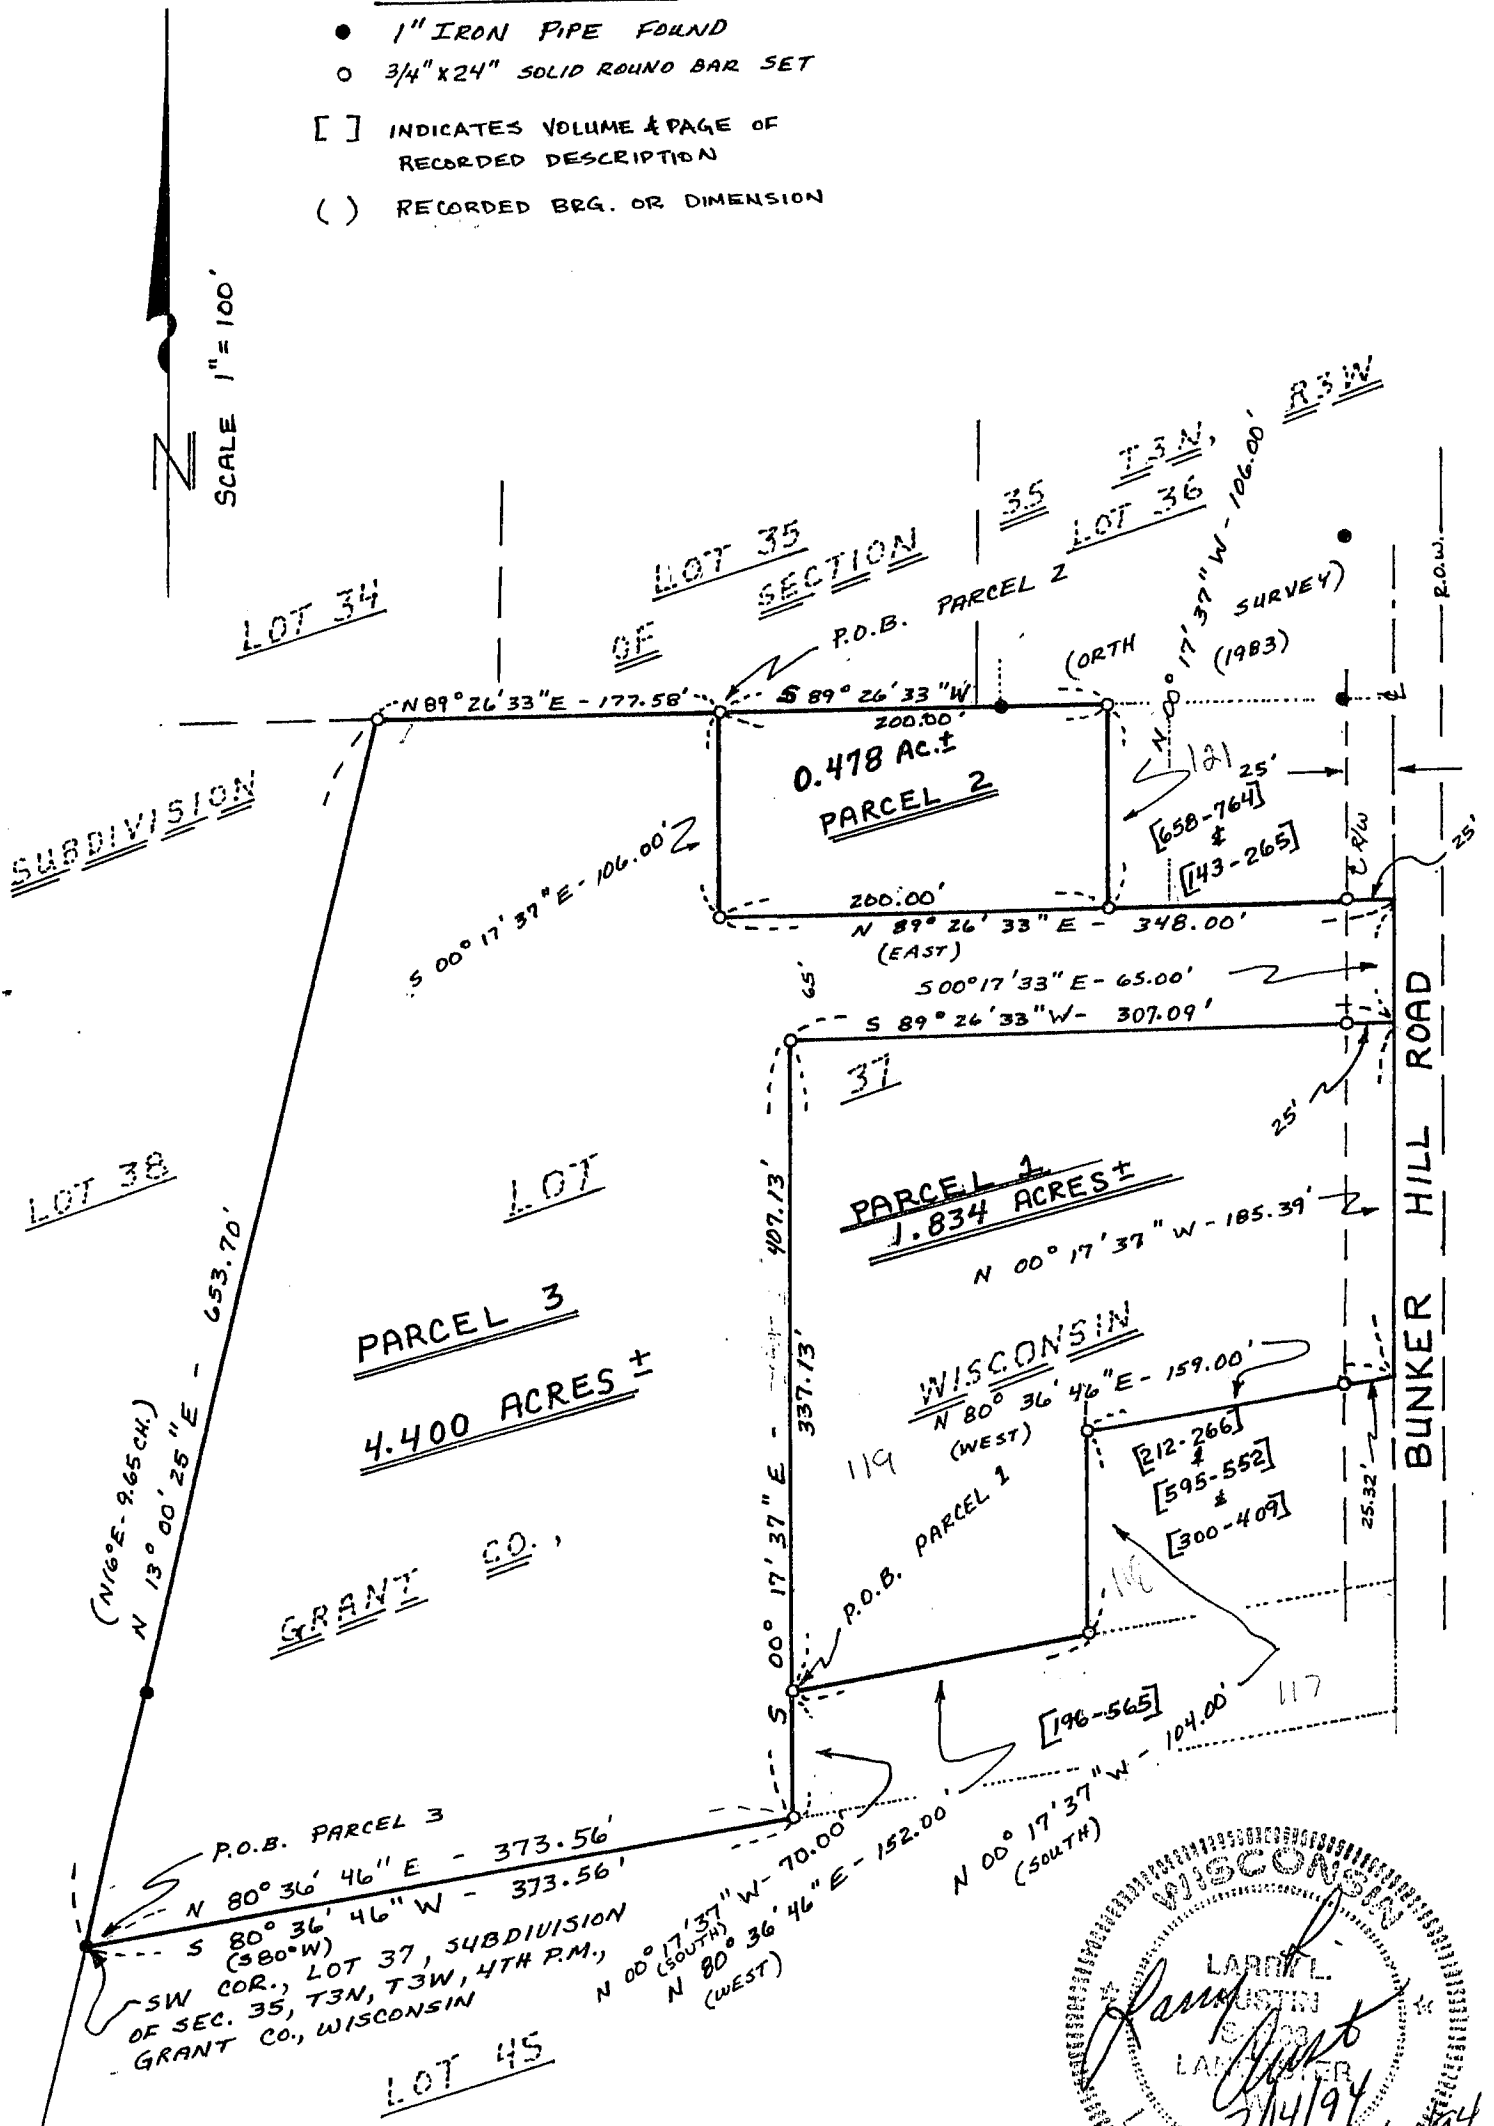 1" IRON PIPE FOUND
3/4" X 24" SOLID ROUND BAR SET
[ ] INDICATES VOLUME & PAGE OF
RECORDED DESCRIPTION
( ) RECORDED BRG. OR DIMENSION
N
SCALE 1"=100'
R3W
T3N,
35
LOT 36
LOT 35
SECTION
OF
LOT 34
SUBDIVISION
P.O.B. PARCEL 2
(ORTH SURVEY)
(1983)
N 00° 17' 37" W - 106.00'
R.O.W.
N 89° 26' 33" E - 177.58'
S 89° 26' 33" W
200.00'
0.478 AC.±
PARCEL 2
121
25'
[658-764]
&
[143-265]
℄ R/W
25'
S 00° 17' 37" E - 106.00'
200.00'
N 89° 26' 33" E - 348.00'
(EAST)
65'
S 00° 17' 33" E - 65.00'
S 89° 26' 33" W - 307.09'
37
25'
BUNKER HILL ROAD
LOT 38
LOT
PARCEL 1
1.834 ACRES±
N 00° 17' 37" W - 185.39'
407.13'
337.13'
S 00° 17' 37" E -
653.70'
N 13° 00' 25" E -
(N16°E - 9.65 CH.)
PARCEL 3
4.400 ACRES ±
WISCONSIN
N 80° 36' 46" E - 159.00'
(WEST)
119
[212-266]
&
[595-552]
&
[300-409]
25.32'
P.O.B. PARCEL 1
GRANT CO.,
118
117
[196-565]
N 00° 17' 37" W - 104.00'
(SOUTH)
P.O.B. PARCEL 3
N 80° 36' 46" E - 373.56'
S 80° 36' 46" W - 373.56'
(S80°W)
N 00° 17' 37" W - 70.00'
(SOUTH)
N 80° 36' 46" E - 152.00'
(WEST)
SW COR., LOT 37, SUBDIVISION
OF SEC. 35, T3N, T3W, 4TH P.M.,
GRANT CO., WISCONSIN
LOT 45
WISCONSIN
LARRY L.
AUSTIN
LANCASTER